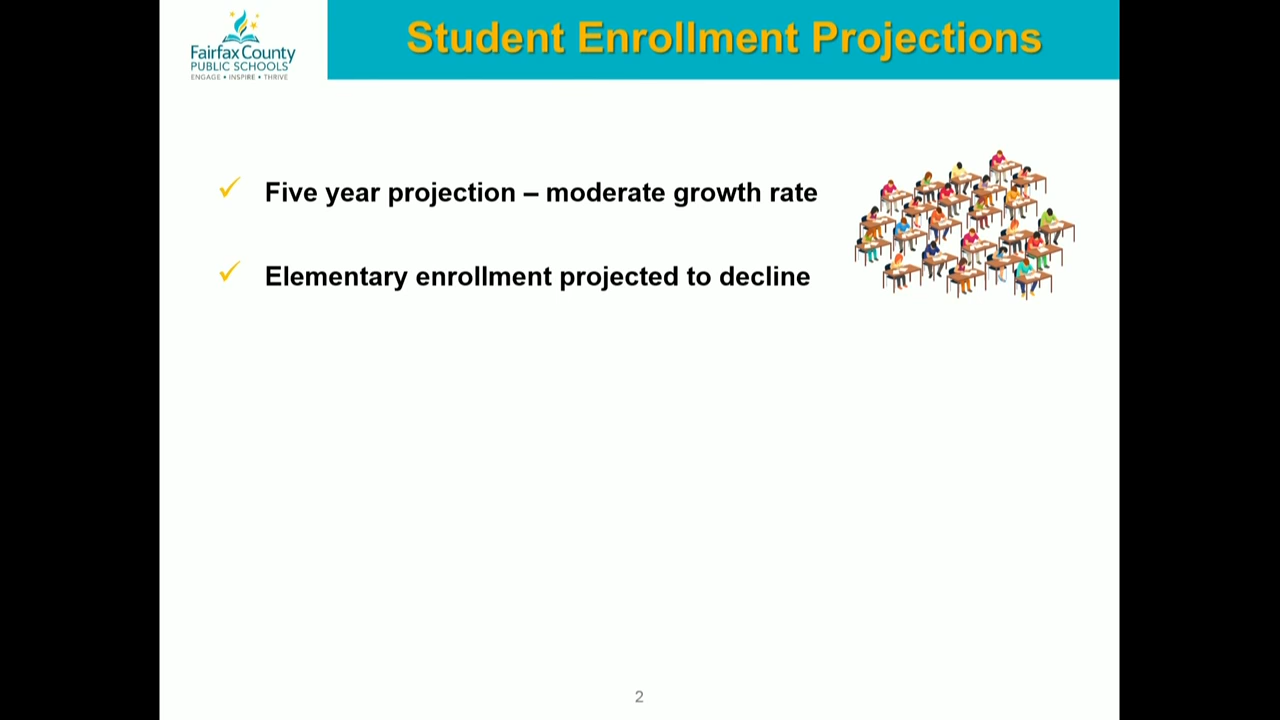 Fairfax County
PUBLIC SCHOOLS
ENGAGE • INSPIRE • THRIVE
Student Enrollment Projections
✓ Five year projection – moderate growth rate
✓ Elementary enrollment projected to decline
2